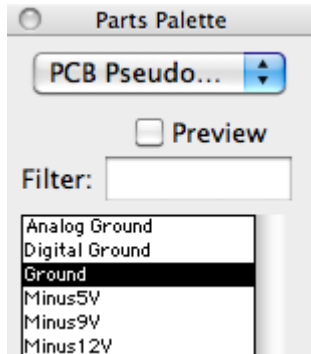 Parts Palette
PCB Pseudo...
Preview
Filter:
Analog Ground
Digital Ground
Ground
Minus5V
Minus9V
Minus12V